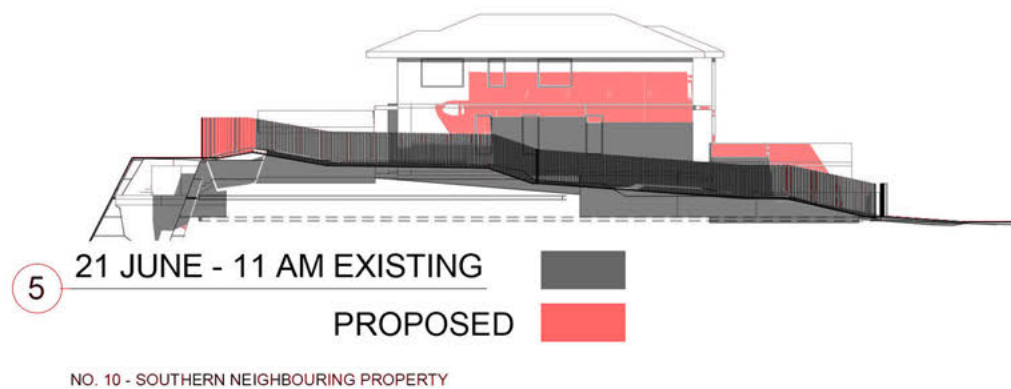 21 JUNE - 11 AM EXISTING
5
PROPOSED
NO. 10 - SOUTHERN NEIGHBOURING PROPERTY